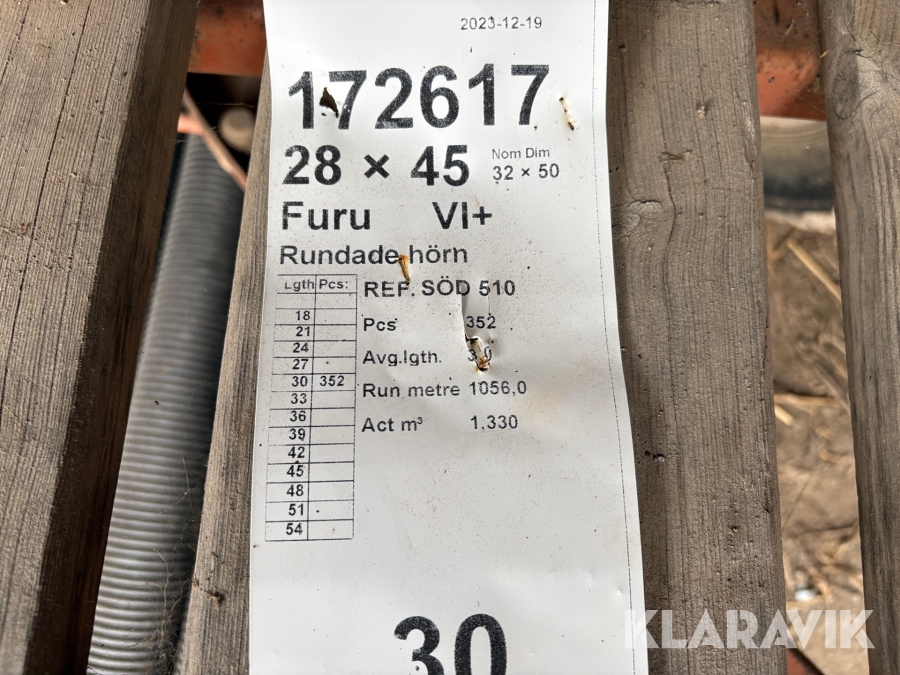 2023-12-19
172617
28 × 45 Nom Dim 32 × 50
Furu VI+
Rundade hörn
Lgth Pcs:
REF. SÖD 510
18
21
24
27
30 352
33
36
39
42
45
48
51
54
Pcs 352
Avg.lgth. 3,0
Run metre 1056,0
Act m³ 1,330
30
KLARAVIK